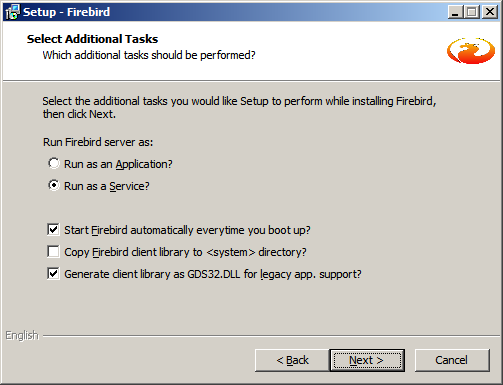 Setup - Firebird
Select Additional Tasks
Which additional tasks should be performed?
Select the additional tasks you would like Setup to perform while installing Firebird,
then click Next.
Run Firebird server as:
Run as an Application?
Run as a Service?
Start Firebird automatically everytime you boot up?
Copy Firebird client library to <system> directory?
Generate client library as GDS32.DLL for legacy app. support?
English
< Back
Next >
Cancel